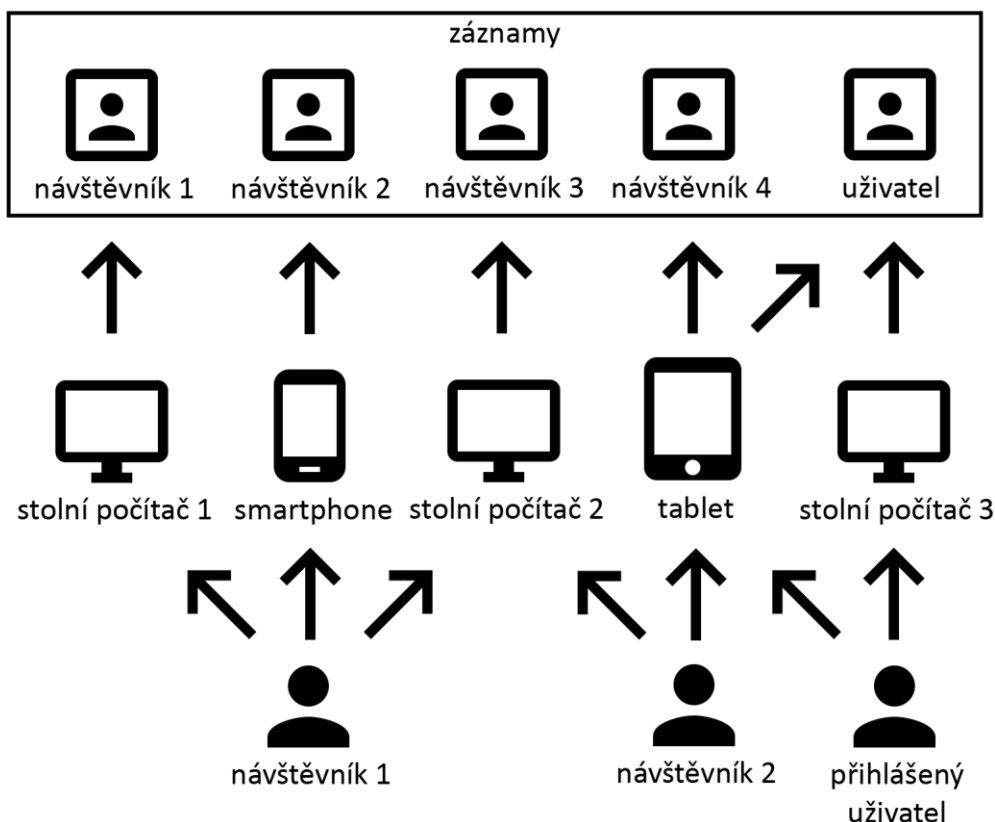 záznamy
návštěvník 1 návštěvník 2 návštěvník 3 návštěvník 4 uživatel
stolní počítač 1 smartphone stolní počítač 2 tablet stolní počítač 3
návštěvník 1 návštěvník 2 přihlášený
uživatel